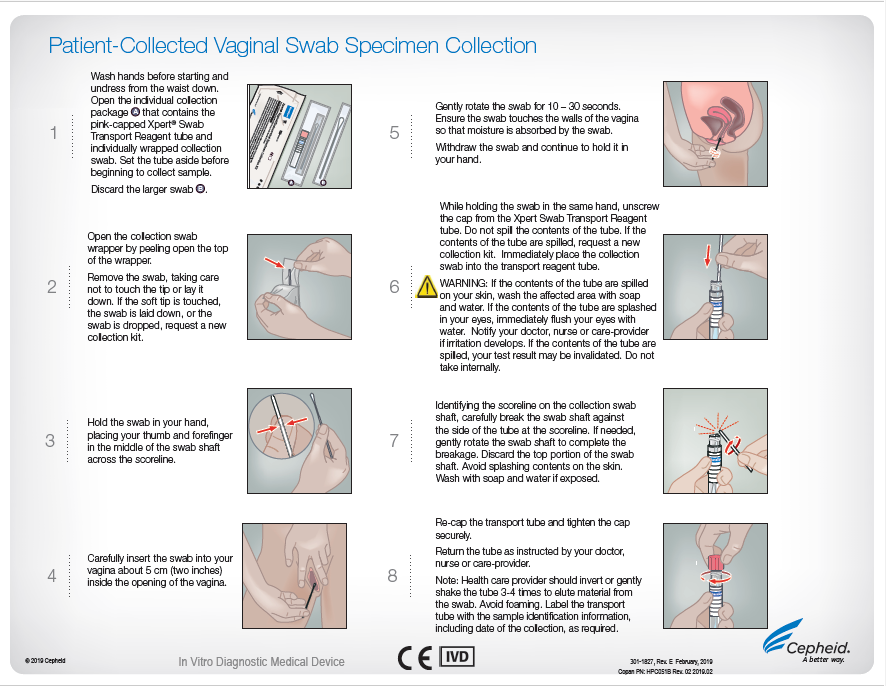 Patient-Collected Vaginal Swab Specimen Collection
1
Wash hands before starting and
undress from the waist down.
Open the individual collection
package A that contains the
pink-capped Xpert® Swab
Transport Reagent tube and
individually wrapped collection
swab. Set the tube aside before
beginning to collect sample.
Discard the larger swab B.
A
B
2
Open the collection swab
wrapper by peeling open the top
of the wrapper.
Remove the swab, taking care
not to touch the tip or lay it
down. If the soft tip is touched,
the swab is laid down, or the
swab is dropped, request a new
collection kit.
3
Hold the swab in your hand,
placing your thumb and forefinger
in the middle of the swab shaft
across the scoreline.
4
Carefully insert the swab into your
vagina about 5 cm (two inches)
inside the opening of the vagina.
5
Gently rotate the swab for 10 – 30 seconds.
Ensure the swab touches the walls of the vagina
so that moisture is absorbed by the swab.
Withdraw the swab and continue to hold it in
your hand.
6
While holding the swab in the same hand, unscrew
the cap from the Xpert Swab Transport Reagent
tube. Do not spill the contents of the tube. If the
contents of the tube are spilled, request a new
collection kit. Immediately place the collection
swab into the transport reagent tube.
WARNING: If the contents of the tube are spilled
on your skin, wash the affected area with soap
and water. If the contents of the tube are splashed
in your eyes, immediately flush your eyes with
water. Notify your doctor, nurse or care-provider
if irritation develops. If the contents of the tube are
spilled, your test result may be invalidated. Do not
take internally.
7
Identifying the scoreline on the collection swab
shaft, carefully break the swab shaft against
the side of the tube at the scoreline. If needed,
gently rotate the swab shaft to complete the
breakage. Discard the top portion of the swab
shaft. Avoid splashing contents on the skin.
Wash with soap and water if exposed.
8
Re-cap the transport tube and tighten the cap
securely.
Return the tube as instructed by your doctor,
nurse or care-provider.
Note: Health care provider should invert or gently
shake the tube 3-4 times to elute material from
the swab. Avoid foaming. Label the transport
tube with the sample identification information,
including date of the collection, as required.
© 2019 Cepheid
In Vitro Diagnostic Medical Device
CE IVD
301-1827, Rev. E February, 2019
Copan PN: HPC051B Rev. 02 2019.02
Cepheid.
A better way.